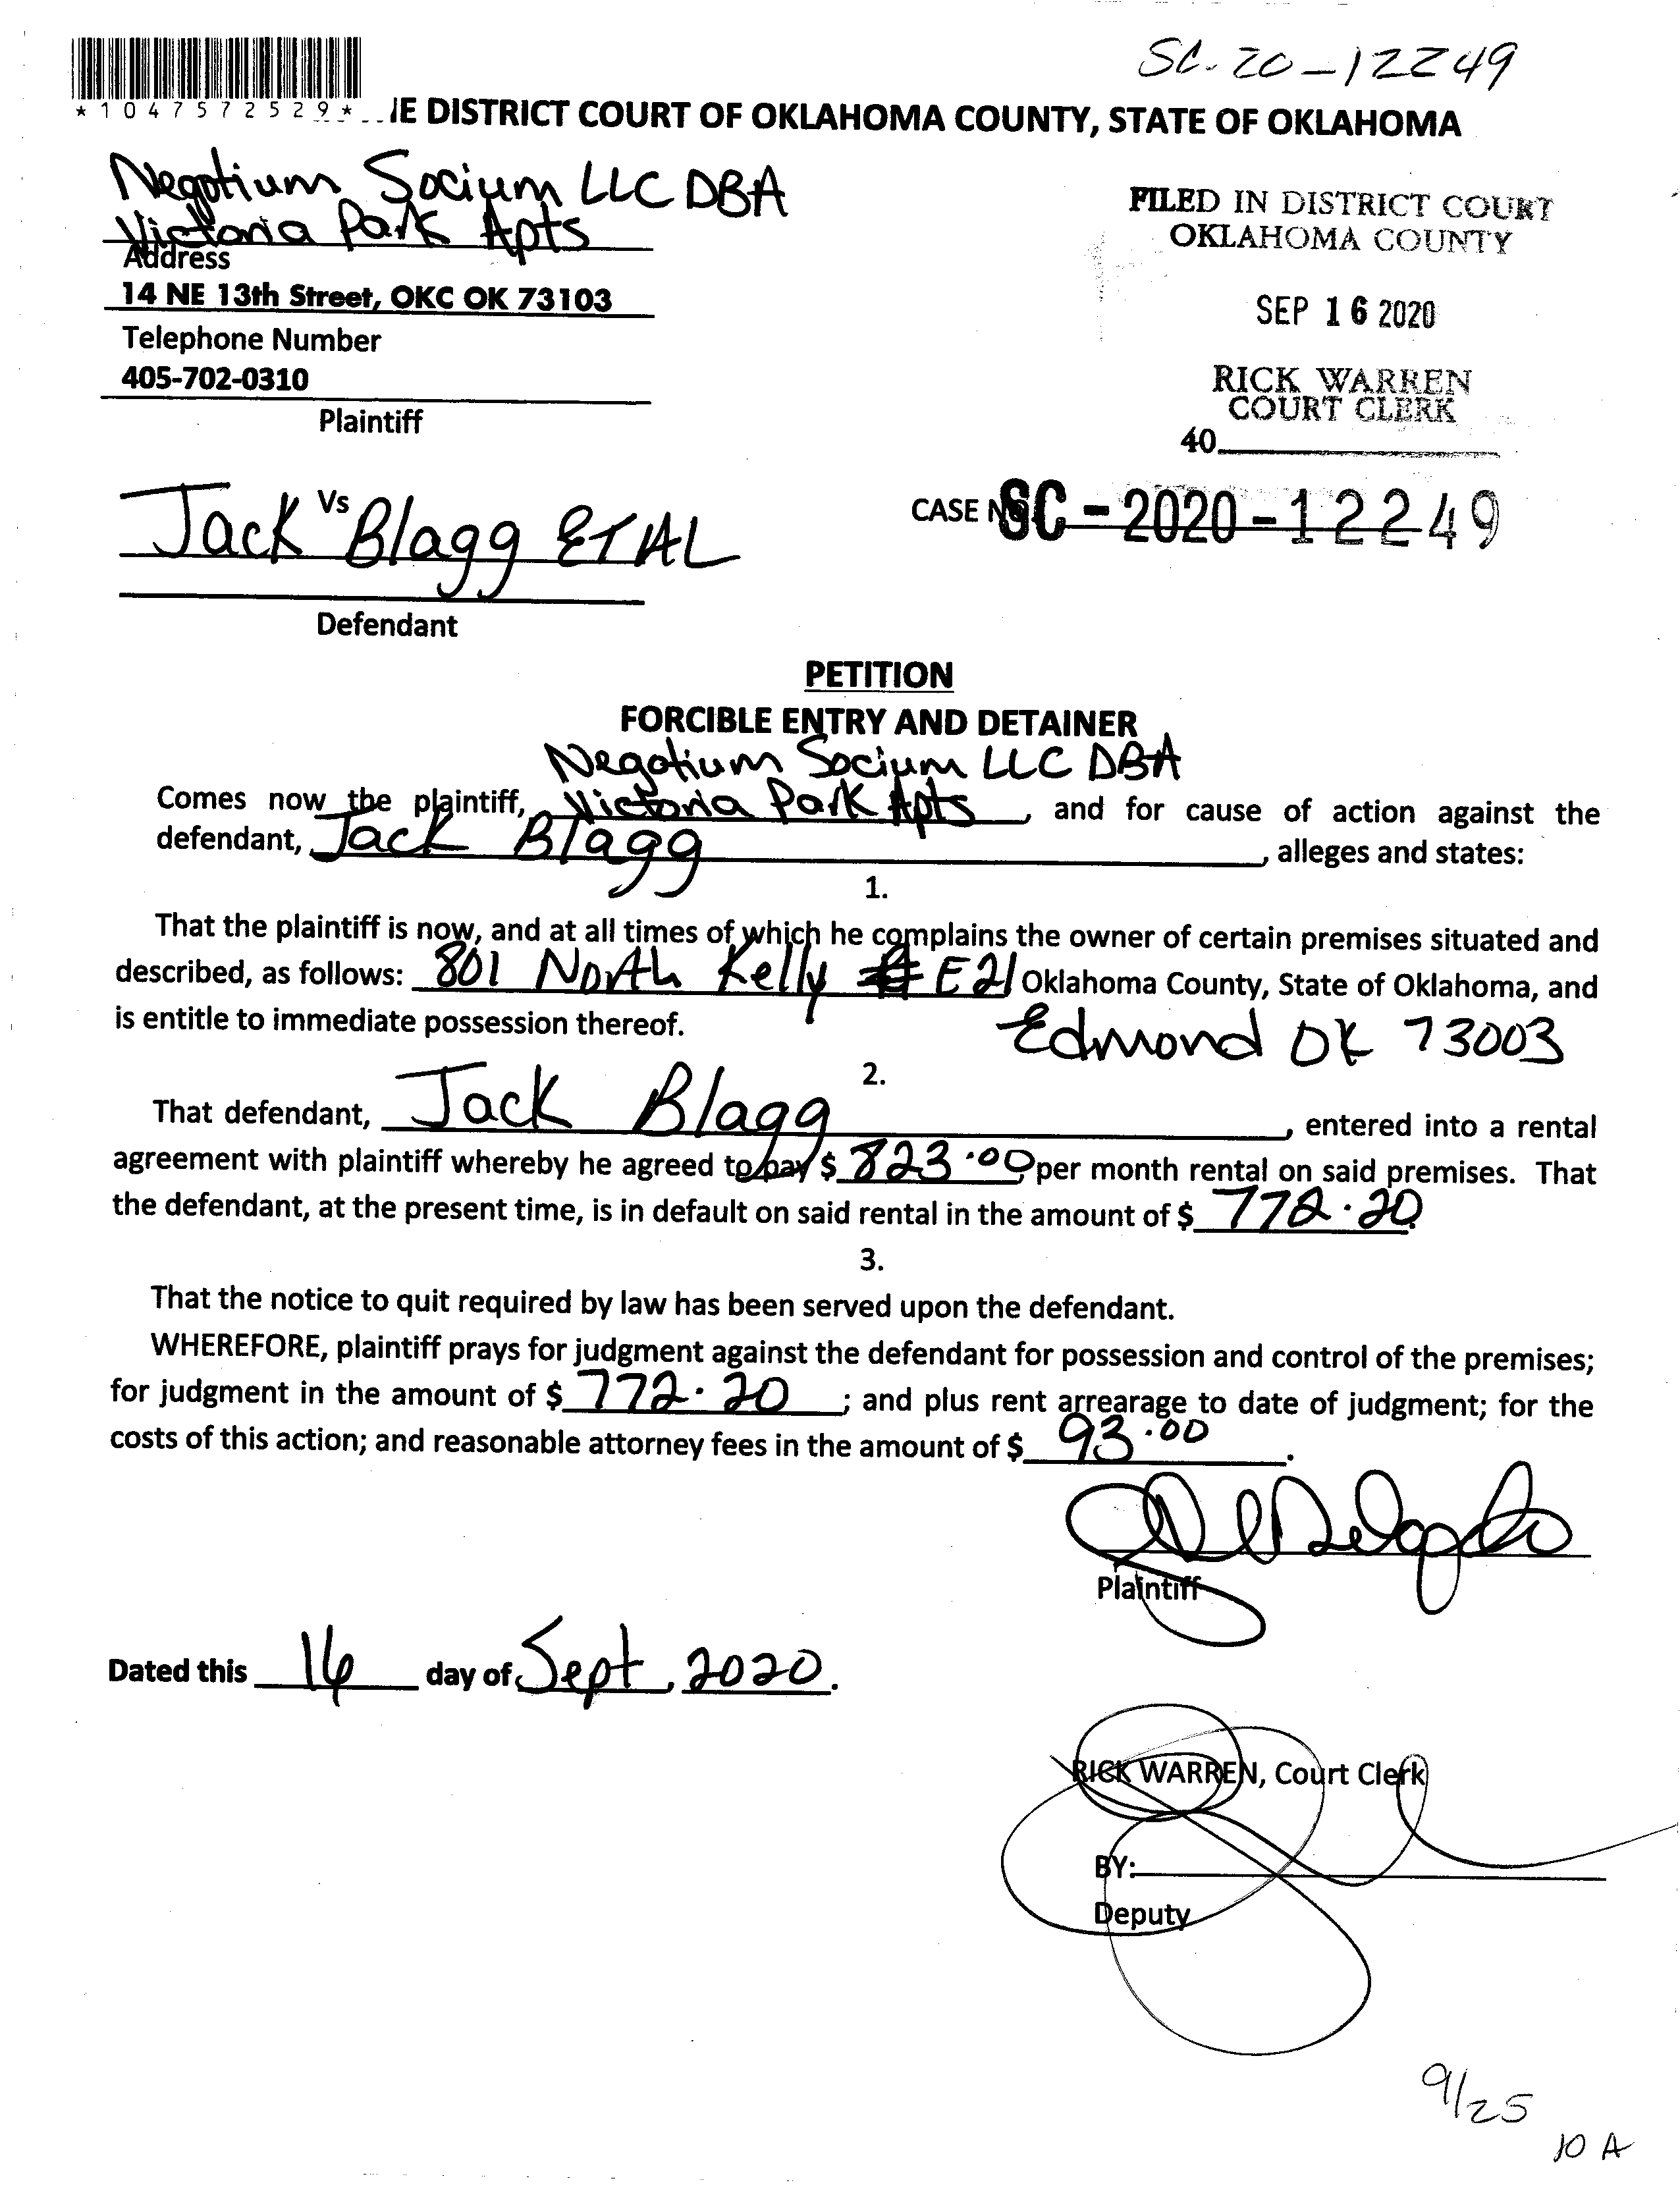 SC-20-12249
*1047572529*
IE DISTRICT COURT OF OKLAHOMA COUNTY, STATE OF OKLAHOMA
Negotium Socium LLC DBA
Victoria Park Apts
Address
14 NE 13th Street, OKC OK 73103
Telephone Number
405-702-0310
Plaintiff
FILED IN DISTRICT COURT
OKLAHOMA COUNTY
SEP 16 2020
RICK WARREN
COURT CLERK
40
Vs
Jack Blagg ET AL
Defendant
CASE NO. SC-2020-12249
PETITION
FORCIBLE ENTRY AND DETAINER
Negotium Socium LLC DBA
Comes now the plaintiff, Victoria Park Apts, and for cause of action against the
defendant, Jack Blagg, alleges and states:
1.
That the plaintiff is now, and at all times of which he complains the owner of certain premises situated and
described, as follows: 801 North Kelly # E21 Oklahoma County, State of Oklahoma, and
is entitle to immediate possession thereof. Edmond OK 73003
2.
That defendant, Jack Blagg, entered into a rental
agreement with plaintiff whereby he agreed to pay $ 823.00 per month rental on said premises. That
the defendant, at the present time, is in default on said rental in the amount of $ 772.20.
3.
That the notice to quit required by law has been served upon the defendant.
WHEREFORE, plaintiff prays for judgment against the defendant for possession and control of the premises;
for judgment in the amount of $ 772.20; and plus rent arrearage to date of judgment; for the
costs of this action; and reasonable attorney fees in the amount of $ 93.00.
Delgado
Plaintiff
Dated this 16 day of Sept, 2020.
RICK WARREN, Court Clerk
BY:
Deputy
9/25
10 A